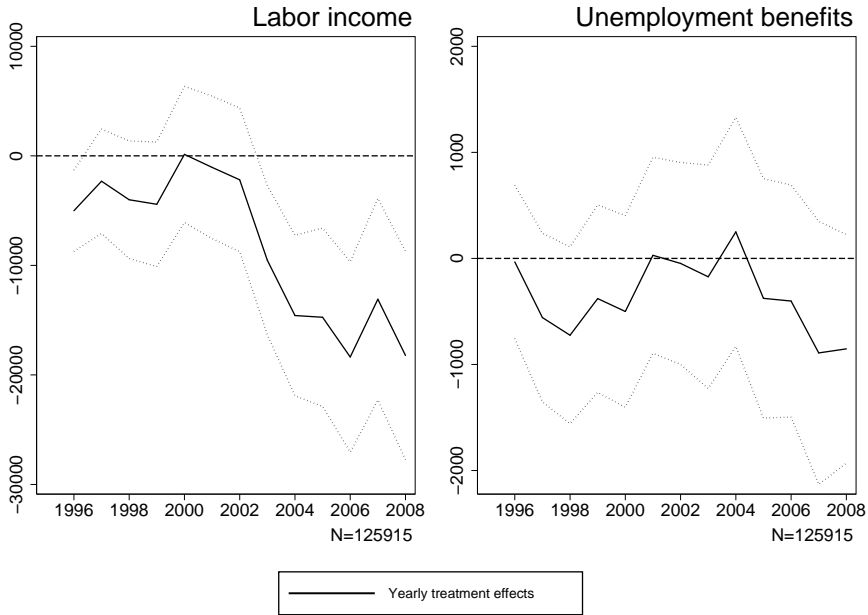 Labor income
10000
0
−10000
−20000
−30000
1996 1998 2000 2002 2004 2006 2008
N=125915
Unemployment benefits
2000
1000
0
−1000
−2000
1996 1998 2000 2002 2004 2006 2008
N=125915
Yearly treatment effects